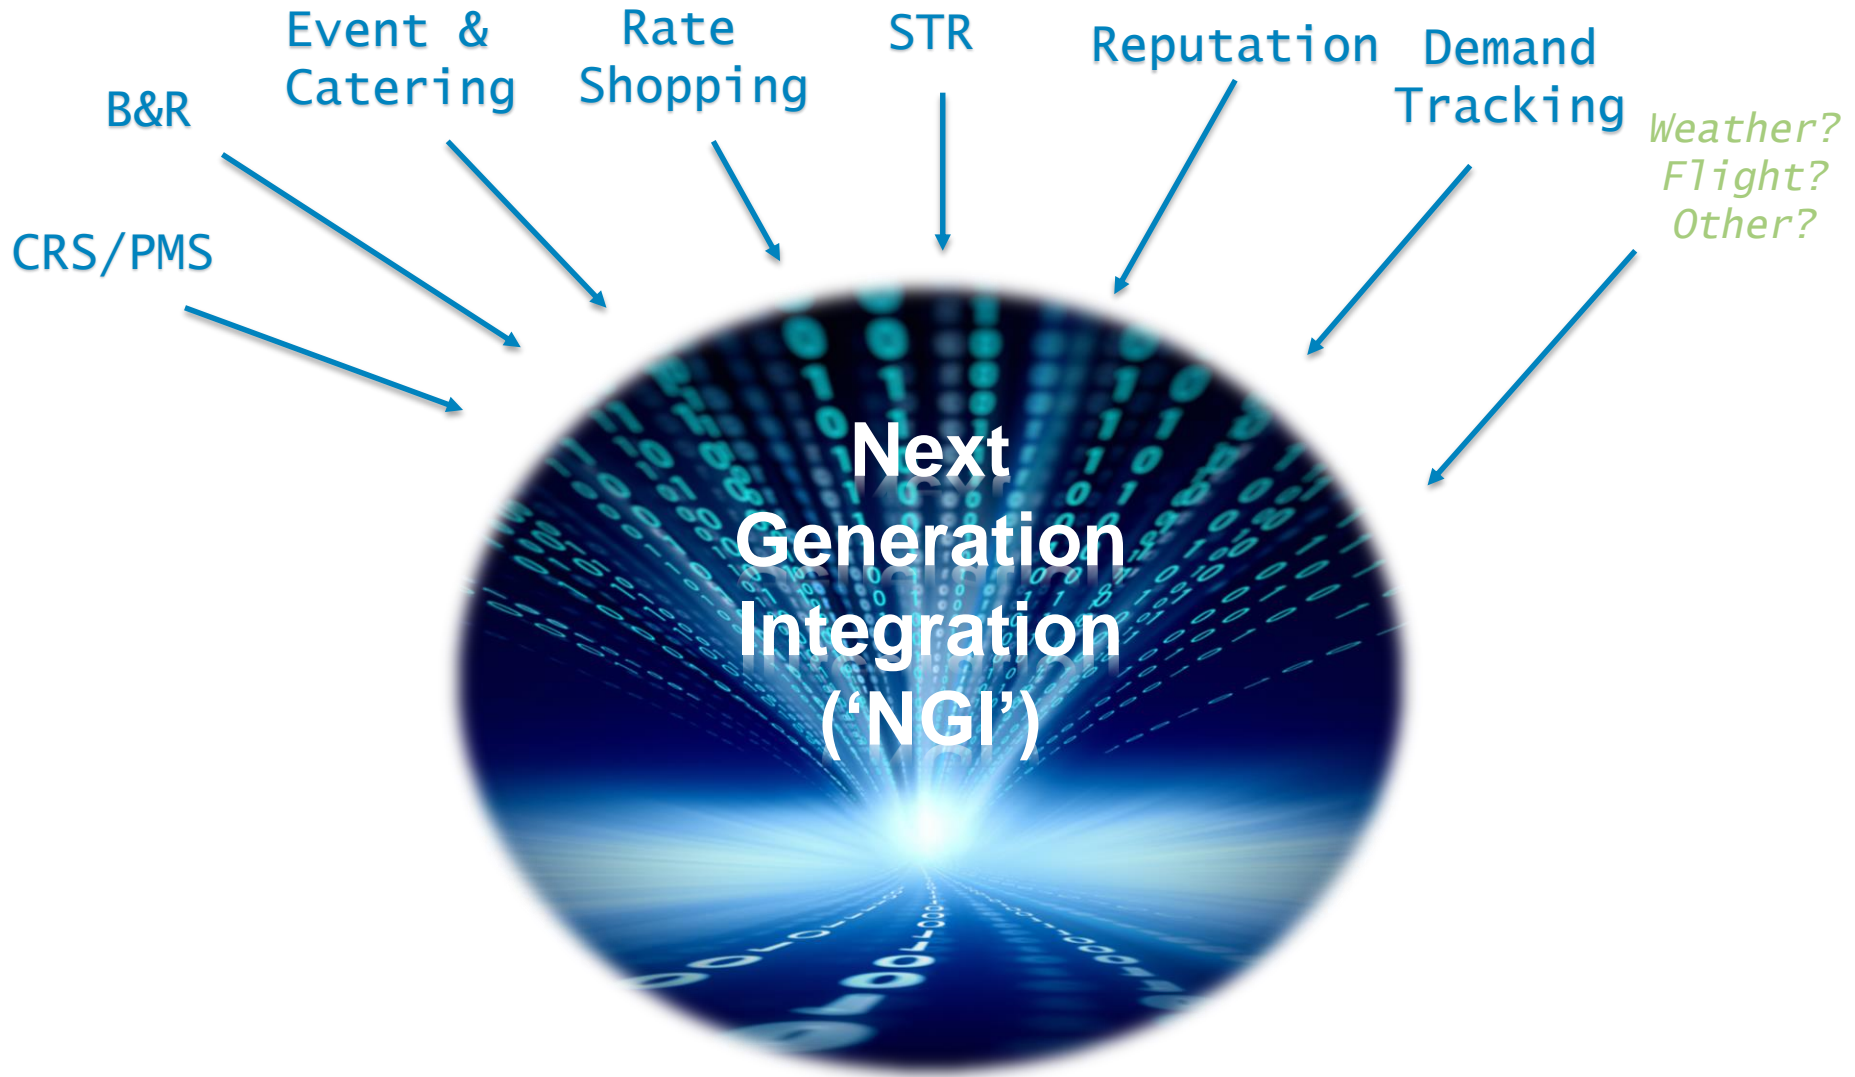 CRS/PMS
B&R
Event &
Catering
Rate
Shopping
STR
Reputation
Demand
Tracking
Weather?
Flight?
Other?
Next
Generation
Integration
(‘NGI’)